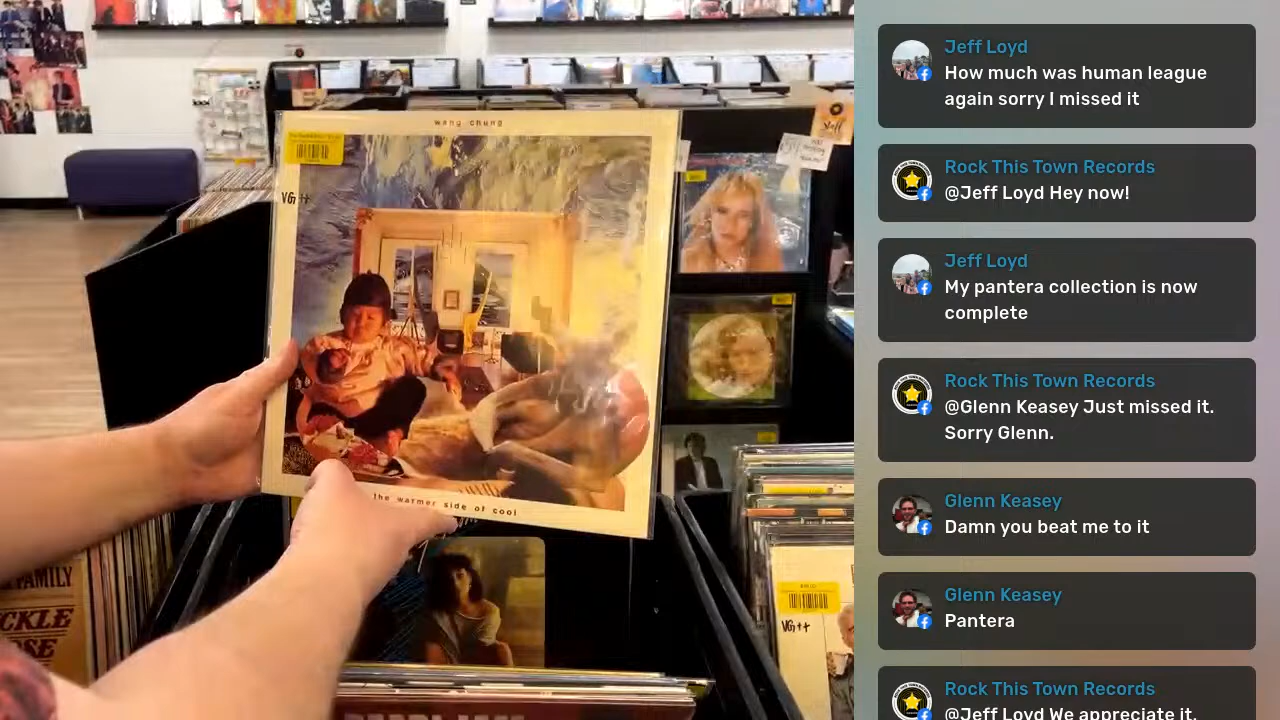 wang chung
VG++
the warmer side of cool
FAMILY
CKLE
SE
VG++
Jeff Loyd
How much was human league
again sorry I missed it
Rock This Town Records
@Jeff Loyd Hey now!
Jeff Loyd
My pantera collection is now
complete
Rock This Town Records
@Glenn Keasey Just missed it.
Sorry Glenn.
Glenn Keasey
Damn you beat me to it
Glenn Keasey
Pantera
Rock This Town Records
@Jeff Loyd We appreciate it.